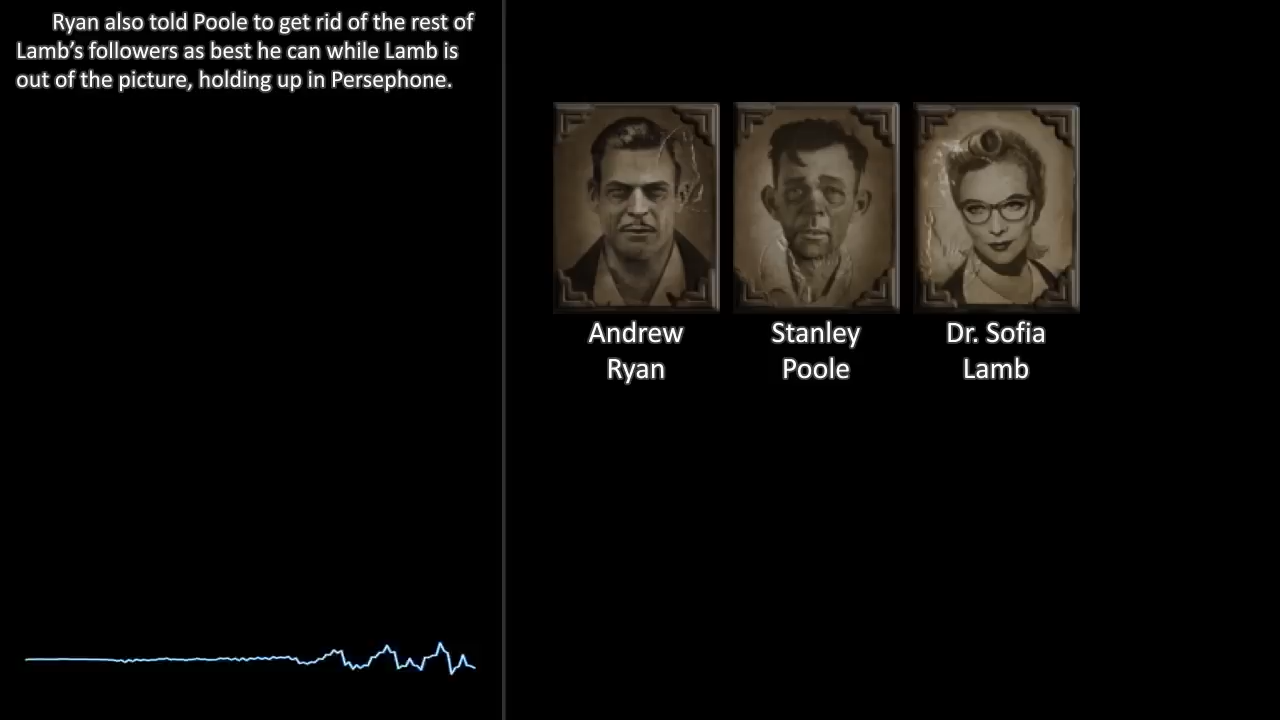 Ryan also told Poole to get rid of the rest of
Lamb’s followers as best he can while Lamb is
out of the picture, holding up in Persephone.
Andrew
Ryan
Stanley
Poole
Dr. Sofia
Lamb